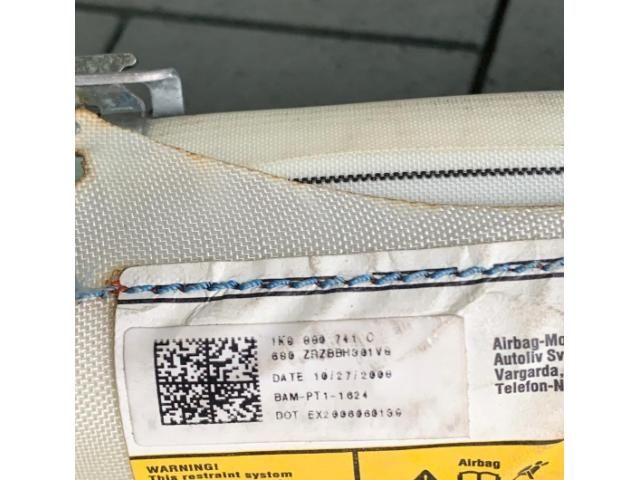 1K0 880 741 C
680 ZRZBBH301V8
DATE 10/27/2008
BAM-PT1-1624
DOT EX2006060130
Airbag-Mo
Autoliv Sv
Vargarda,
Telefon-N
WARNING!
This restraint system
Airbag